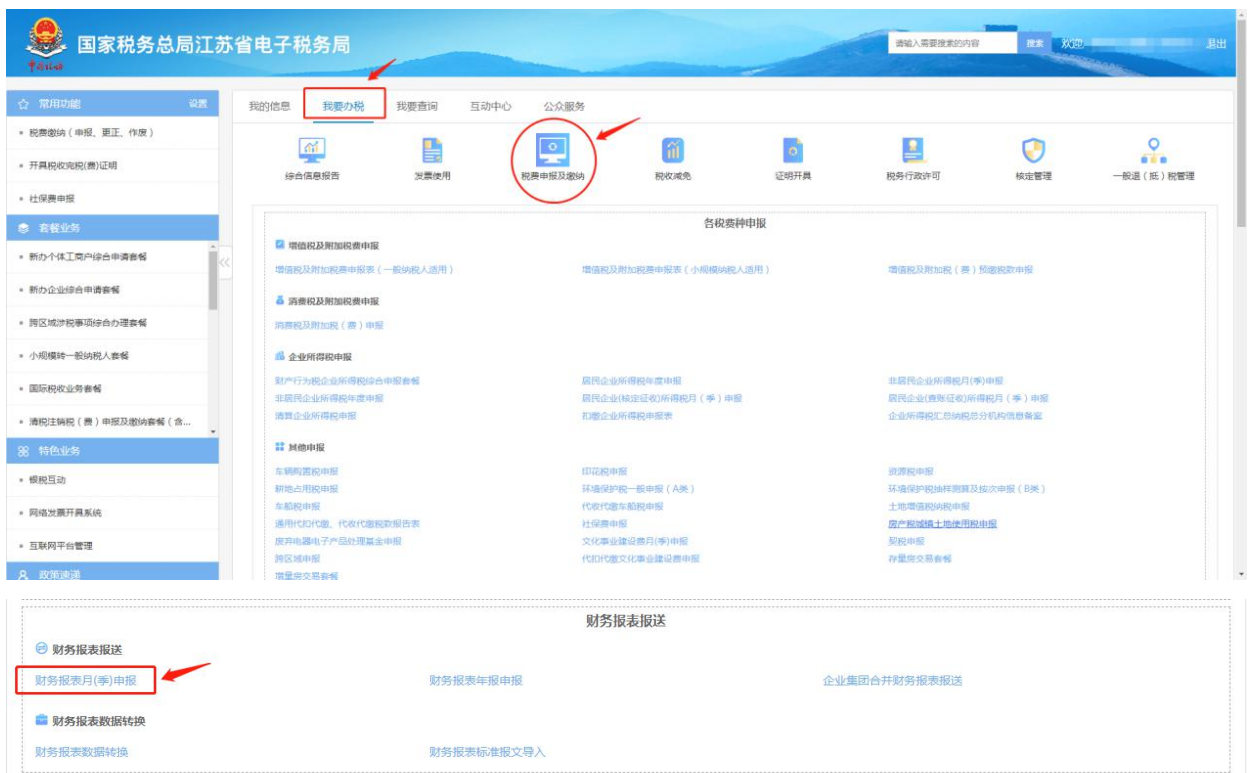 国家税务总局江苏省电子税务局
请输入需要搜索的内容 搜索 欢迎, 退出
常用功能 设置
税费缴纳（申报、更正、作废）
开具税收完税(费)证明
社保费申报
套餐业务
新办个体工商户综合申请套餐
新办企业综合申请套餐
跨区域涉税事项综合办理套餐
小规模转一般纳税人套餐
国际税收业务套餐
清税注销税（费）申报及缴纳套餐（含...
特色业务
银税互动
网络发票开具系统
互联网平台管理
政策速递
我的信息 我要办税 我要查询 互动中心 公众服务
综合信息报告 发票使用 税费申报及缴纳 税收减免 证明开具 税务行政许可 核定管理 一般退（抵）税管理
各税费种申报
增值税及附加税费申报
增值税及附加税费申报表（一般纳税人适用） 增值税及附加税费申报表（小规模纳税人适用） 增值税及附加税（费）预缴税款申报
消费税及附加税费申报
消费税及附加税（费）申报
企业所得税申报
财产行为税企业所得税综合申报套餐 居民企业所得税年度申报 非居民企业所得税月(季)申报
非居民企业所得税年度申报 居民企业(核定征收)所得税月（季）申报 居民企业(查账征收)所得税月（季）申报
清算企业所得税申报 扣缴企业所得税申报表 企业所得税汇总纳税总分机构信息备案
其他申报
车辆购置税申报 印花税申报 资源税申报
耕地占用税申报 环境保护税一般申报（A类） 环境保护税抽样测算及按次申报（B类）
车船税申报 代收代缴车船税申报 土地增值税纳税申报
通用代扣代缴、代收代缴税款报告表 社保费申报 房产税城镇土地使用税申报
废弃电器电子产品处理基金申报 文化事业建设费月(季)申报 契税申报
跨区域申报 代扣代缴文化事业建设费申报 存量房交易套餐
增量房交易套餐
财务报表报送
财务报表报送
财务报表月(季)申报 财务报表年报申报 企业集团合并财务报表报送
财务报表数据转换
财务报表数据转换 财务报表标准报文导入